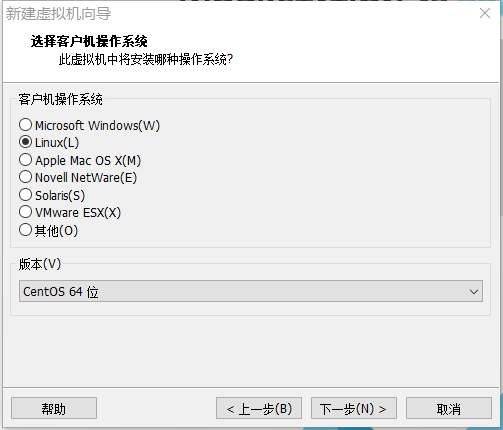 新建虚拟机向导
选择客户机操作系统
此虚拟机中将安装哪种操作系统?
客户机操作系统
Microsoft Windows(W)
Linux(L)
Apple Mac OS X(M)
Novell NetWare(E)
Solaris(S)
VMware ESX(X)
其他(O)
版本(V)
CentOS 64 位
帮助
< 上一步(B)
下一步(N) >
取消